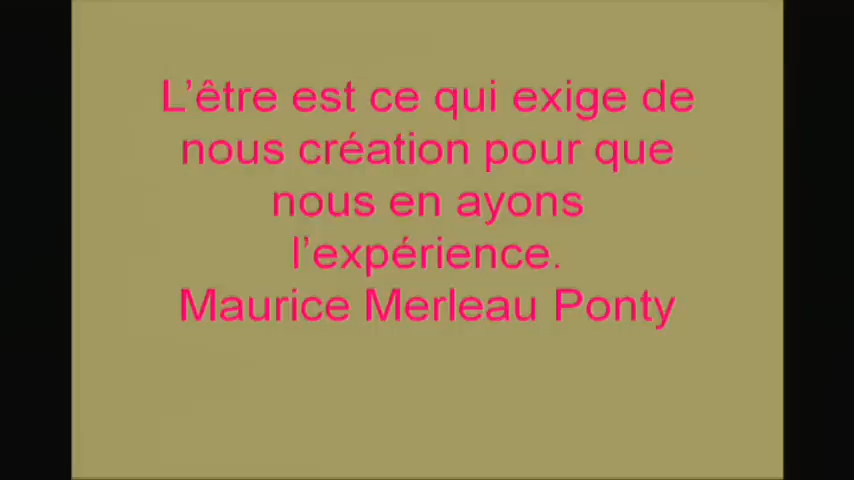 L’être est ce qui exige de
nous création pour que
nous en ayons
l’expérience.
Maurice Merleau Ponty